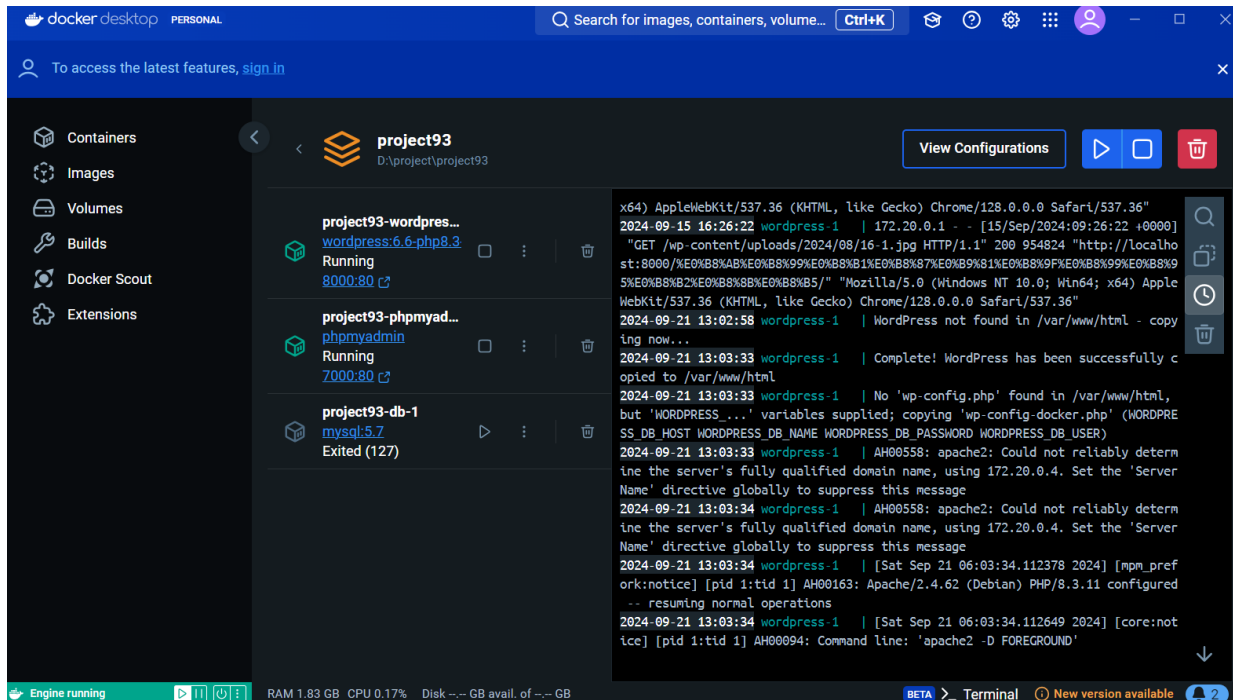 docker desktop PERSONAL
Search for images, containers, volume... Ctrl+K
To access the latest features, sign in
Containers
Images
Volumes
Builds
Docker Scout
Extensions
project93
D:\project\project93
View Configurations
project93-wordpres...
wordpress:6.6-php8.3
Running
8000:80
project93-phpmyad...
phpmyadmin
Running
7000:80
project93-db-1
mysql:5.7
Exited (127)
x64) AppleWebKit/537.36 (KHTML, like Gecko) Chrome/128.0.0.0 Safari/537.36"
2024-09-15 16:26:22 wordpress-1 | 172.20.0.1 - - [15/Sep/2024:09:26:22 +0000]
"GET /wp-content/uploads/2024/08/16-1.jpg HTTP/1.1" 200 954824 "http://localho
st:8000/%E0%B8%AB%E0%B8%99%E0%B8%B1%E0%B8%87%E0%B9%81%E0%B8%9F%E0%B8%99%E0%B8%9
5%E0%B8%B2%E0%B8%8B%E0%B8%B5/" "Mozilla/5.0 (Windows NT 10.0; Win64; x64) Apple
WebKit/537.36 (KHTML, like Gecko) Chrome/128.0.0.0 Safari/537.36"
2024-09-21 13:02:58 wordpress-1 | WordPress not found in /var/www/html - copy
ing now...
2024-09-21 13:03:33 wordpress-1 | Complete! WordPress has been successfully c
opied to /var/www/html
2024-09-21 13:03:33 wordpress-1 | No 'wp-config.php' found in /var/www/html,
but 'WORDPRESS_...' variables supplied; copying 'wp-config-docker.php' (WORDPRE
SS_DB_HOST WORDPRESS_DB_NAME WORDPRESS_DB_PASSWORD WORDPRESS_DB_USER)
2024-09-21 13:03:33 wordpress-1 | AH00558: apache2: Could not reliably determ
ine the server's fully qualified domain name, using 172.20.0.4. Set the 'Server
Name' directive globally to suppress this message
2024-09-21 13:03:34 wordpress-1 | AH00558: apache2: Could not reliably determ
ine the server's fully qualified domain name, using 172.20.0.4. Set the 'Server
Name' directive globally to suppress this message
2024-09-21 13:03:34 wordpress-1 | [Sat Sep 21 06:03:34.112378 2024] [mpm_pref
ork:notice] [pid 1:tid 1] AH00163: Apache/2.4.62 (Debian) PHP/8.3.11 configured
-- resuming normal operations
2024-09-21 13:03:34 wordpress-1 | [Sat Sep 21 06:03:34.112649 2024] [core:not
ice] [pid 1:tid 1] AH00094: Command line: 'apache2 -D FOREGROUND'
Engine running
RAM 1.83 GB CPU 0.17% Disk --.-- GB avail. of --.-- GB
BETA >_ Terminal New version available 2